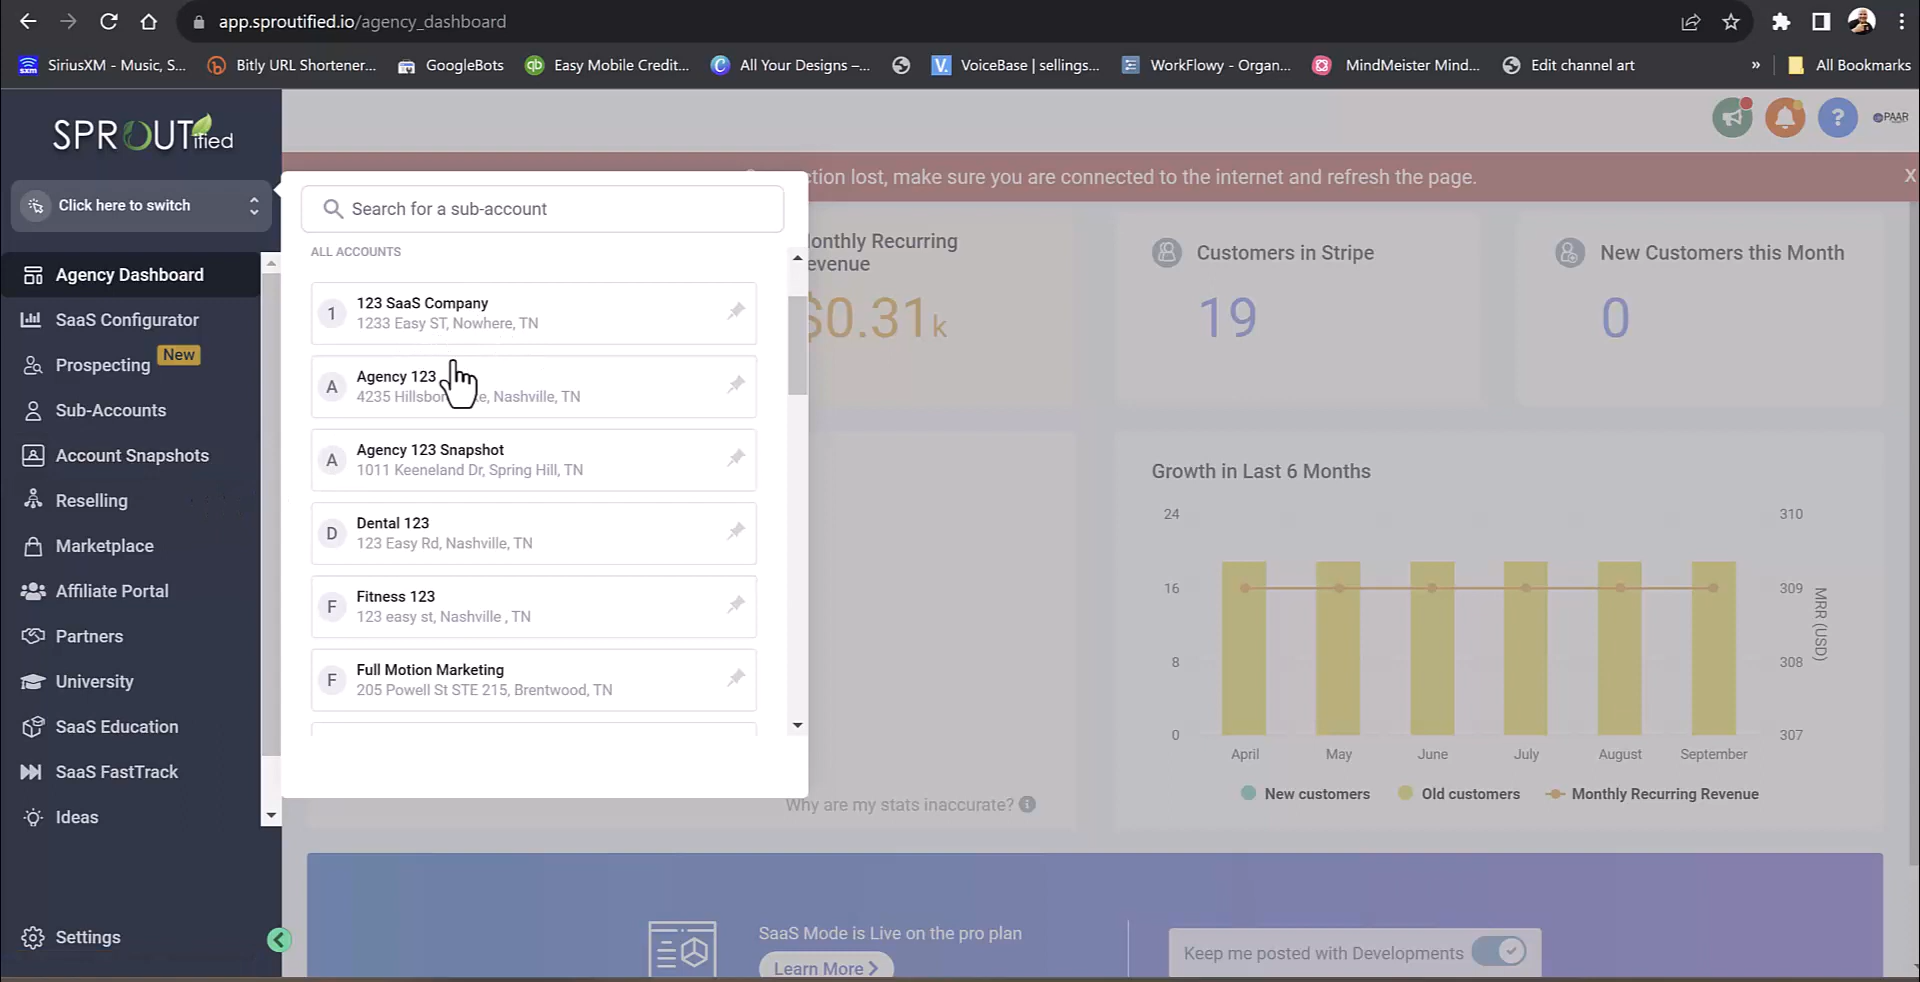 app.sproutified.io/agency_dashboard
SiriusXM - Music, S...
Bitly URL Shortener...
GoogleBots
Easy Mobile Credit...
All Your Designs –...
VoiceBase | sellings...
WorkFlowy - Organ...
MindMeister Mind...
Edit channel art
»
All Bookmarks
SPROUTified
PAAR
tion lost, make sure you are connected to the internet and refresh the page.
X
Click here to switch
Agency Dashboard
SaaS Configurator
Prospecting
New
Sub-Accounts
Account Snapshots
Reselling
Marketplace
Affiliate Portal
Partners
University
SaaS Education
SaaS FastTrack
Ideas
Settings
Search for a sub-account
ALL ACCOUNTS
1
123 SaaS Company
1233 Easy ST, Nowhere, TN
A
Agency 123
4235 Hillsbor e, Nashville, TN
A
Agency 123 Snapshot
1011 Keeneland Dr, Spring Hill, TN
D
Dental 123
123 Easy Rd, Nashville, TN
F
Fitness 123
123 easy st, Nashville , TN
F
Full Motion Marketing
205 Powell St STE 215, Brentwood, TN
onthly Recurring
evenue
$0.31k
Customers in Stripe
19
New Customers this Month
0
Why are my stats inaccurate?
Growth in Last 6 Months
24
16
8
0
310
309
308
307
MRR (USD)
April
May
June
July
August
September
New customers
Old customers
Monthly Recurring Revenue
SaaS Mode is Live on the pro plan
Learn More
Keep me posted with Developments